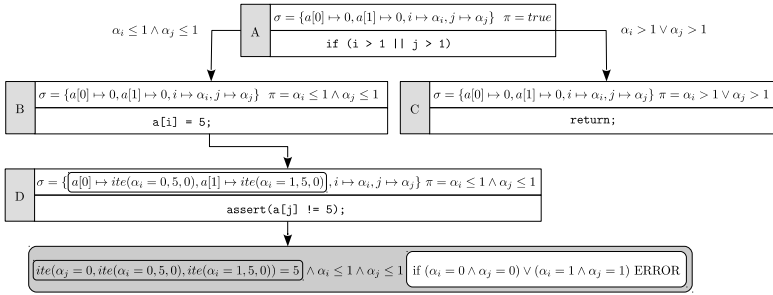 α_i ≤ 1 ∧ α_j ≤ 1
A
σ = {a[0] ↦ 0, a[1] ↦ 0, i ↦ α_i, j ↦ α_j} π = true
if (i > 1 || j > 1)
α_i > 1 ∨ α_j > 1
B
σ = {a[0] ↦ 0, a[1] ↦ 0, i ↦ α_i, j ↦ α_j} π = α_i ≤ 1 ∧ α_j ≤ 1
a[i] = 5;
C
σ = {a[0] ↦ 0, a[1] ↦ 0, i ↦ α_i, j ↦ α_j} π = α_i > 1 ∨ α_j > 1
return;
D
σ = {a[0] ↦ ite(α_i = 0, 5, 0), a[1] ↦ ite(α_i = 1, 5, 0), i ↦ α_i, j ↦ α_j} π = α_i ≤ 1 ∧ α_j ≤ 1
assert(a[j] != 5);
ite(α_j = 0, ite(α_i = 0, 5, 0), ite(α_i = 1, 5, 0)) = 5 ∧ α_i ≤ 1 ∧ α_j ≤ 1 if (α_i = 0 ∧ α_j = 0) ∨ (α_i = 1 ∧ α_j = 1) ERROR